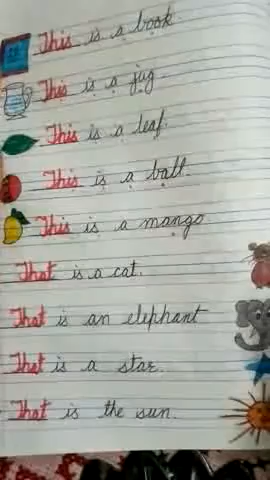 This is a book
This is a jug
This is a leaf.
This is a ball.
This is a mango
That is a cat.
That is an elephant
That is a star.
That is the sun.